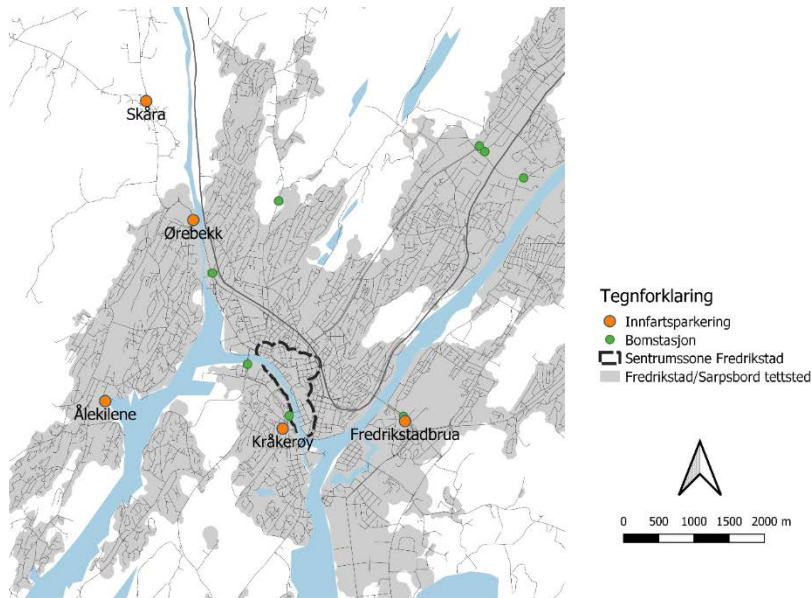 Skåra
Ørebekk
Ålekilene
Kråkerøy
Fredrikstadbrua
Tegnforklaring
Innfartsparkering
Bomstasjon
Sentrumssone Fredrikstad
Fredrikstad/Sarpsbord tettsted
0 500 1000 1500 2000 m